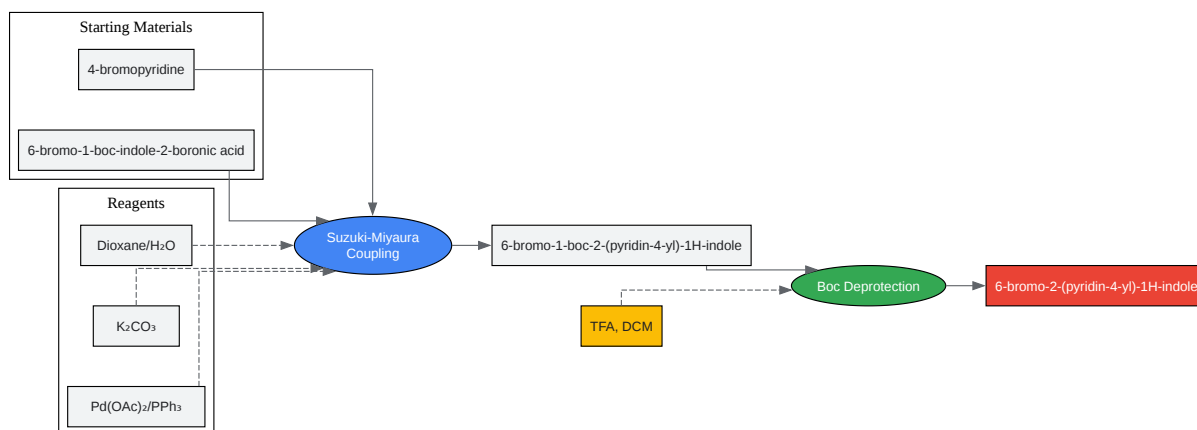 Starting Materials
4-bromopyridine
6-bromo-1-boc-indole-2-boronic acid
Reagents
Dioxane/H₂O
K₂CO₃
Pd(OAc)₂/PPh₃
Suzuki-Miyaura
Coupling
6-bromo-1-boc-2-(pyridin-4-yl)-1H-indole
TFA, DCM
Boc Deprotection
6-bromo-2-(pyridin-4-yl)-1H-indole